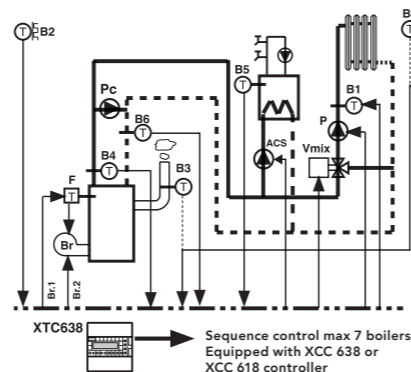 T B2
B
T
Pc
B5
T
B6
T
B1
T
P
B4
T
B3
T
ACS
Vmix
F
T
Br
Br.1
Br.2
XTC638
Sequence control max 7 boilers
Equipped with XCC 638 or
XCC 618 controller